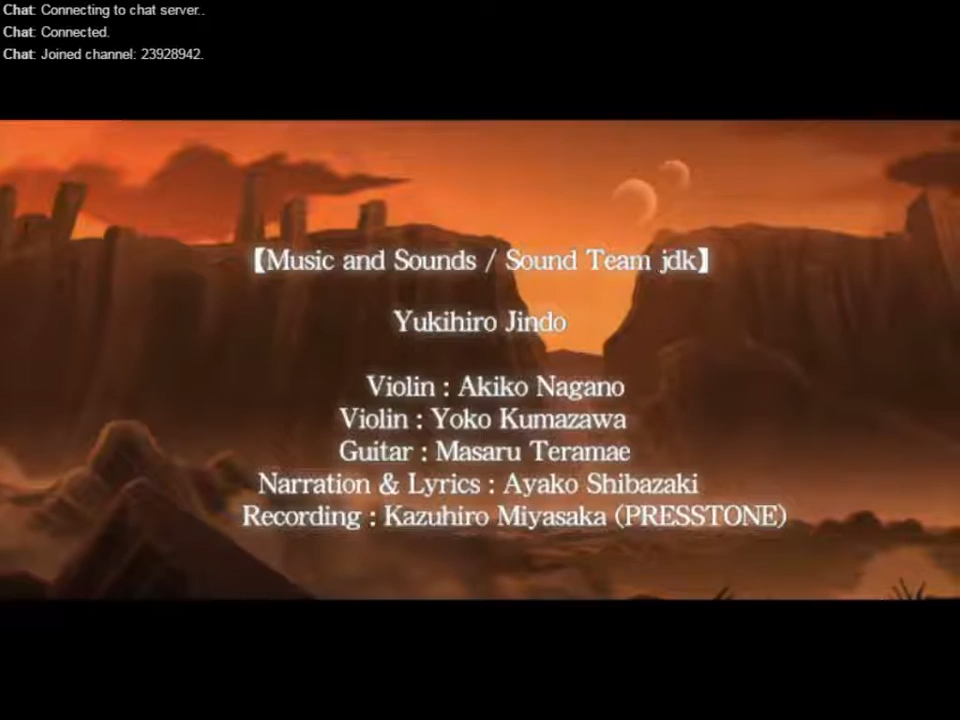 Chat: Connecting to chat server..
Chat: Connected.
Chat: Joined channel: 23928942.
【Music and Sounds / Sound Team jdk】
Yukihiro Jindo
Violin : Akiko Nagano
Violin : Yoko Kumazawa
Guitar : Masaru Teramae
Narration & Lyrics : Ayako Shibazaki
Recording : Kazuhiro Miyasaka (PRESSTONE)